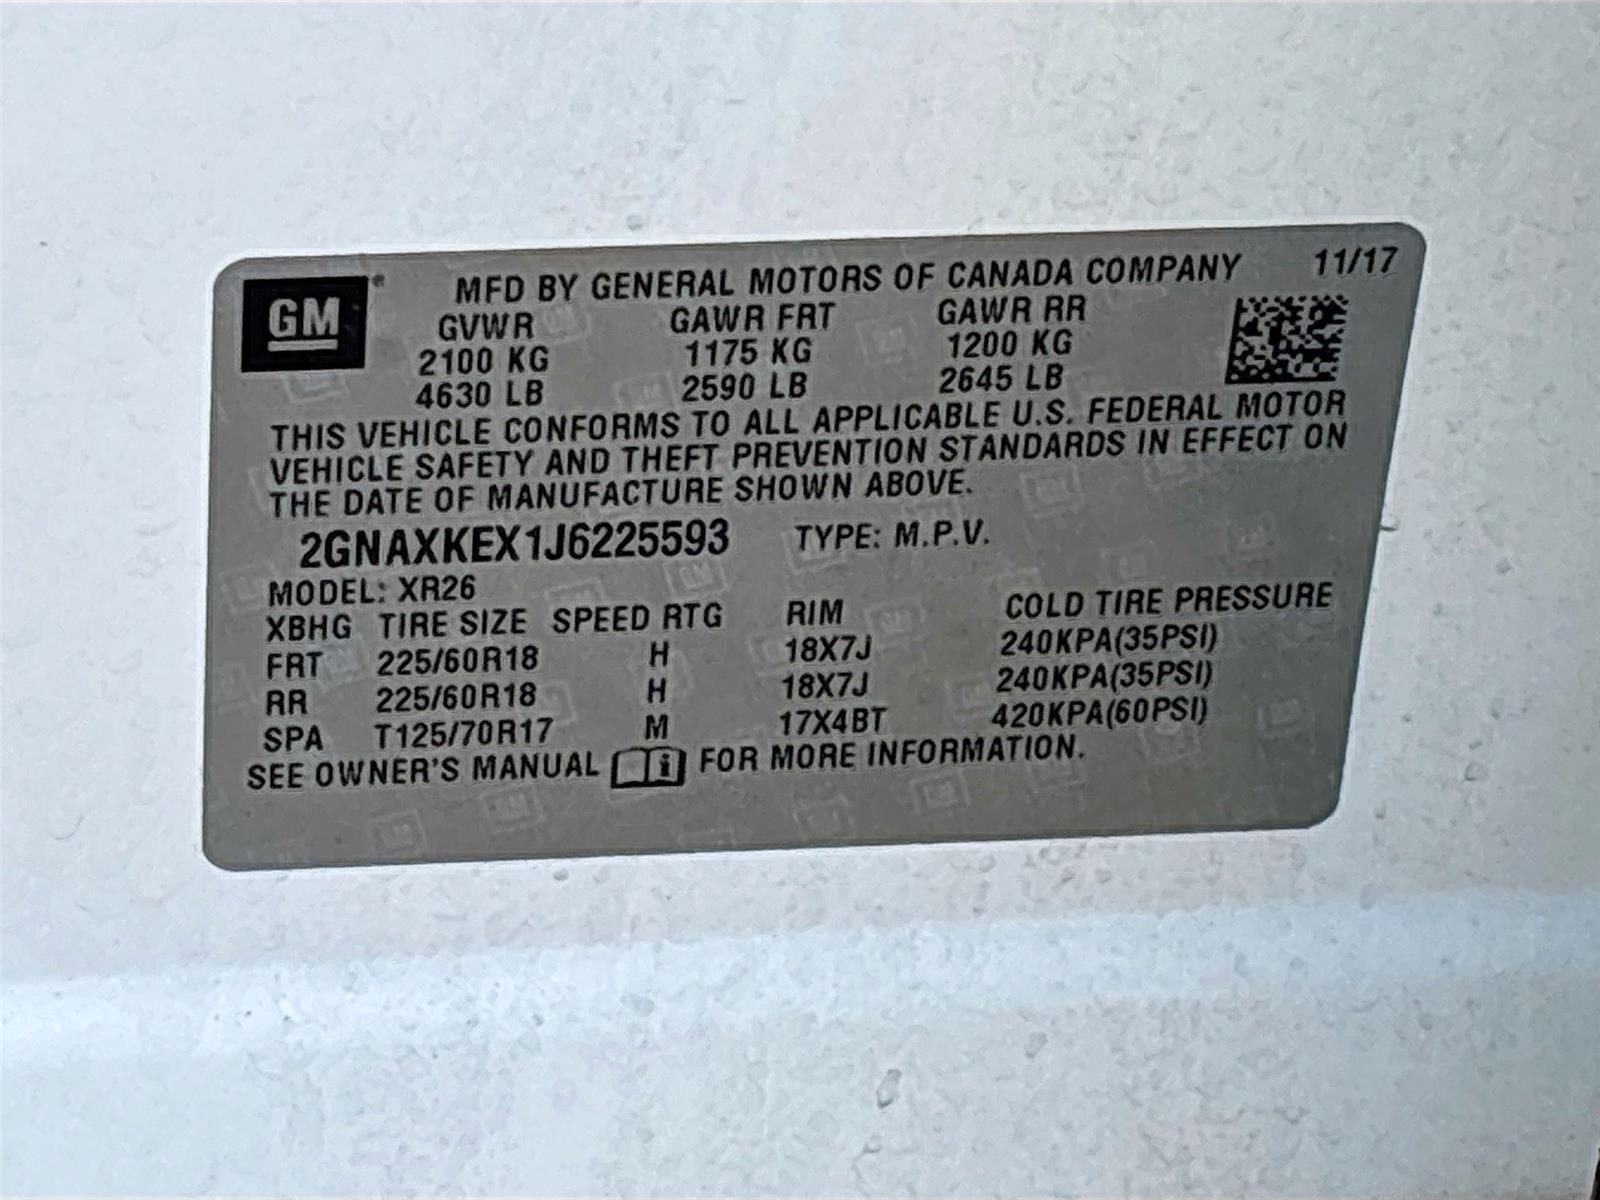 GM
MFD BY GENERAL MOTORS OF CANADA COMPANY 11/17
GVWR GAWR FRT GAWR RR
2100 KG 1175 KG 1200 KG
4630 LB 2590 LB 2645 LB
THIS VEHICLE CONFORMS TO ALL APPLICABLE U.S. FEDERAL MOTOR
VEHICLE SAFETY AND THEFT PREVENTION STANDARDS IN EFFECT ON
THE DATE OF MANUFACTURE SHOWN ABOVE.
2GNAXKEX1J6225593 TYPE: M.P.V.
MODEL: XR26
XBHG TIRE SIZE SPEED RTG RIM COLD TIRE PRESSURE
FRT 225/60R18 H 18X7J 240KPA(35PSI)
RR 225/60R18 H 18X7J 240KPA(35PSI)
SPA T125/70R17 M 17X4BT 420KPA(60PSI)
SEE OWNER'S MANUAL i FOR MORE INFORMATION.